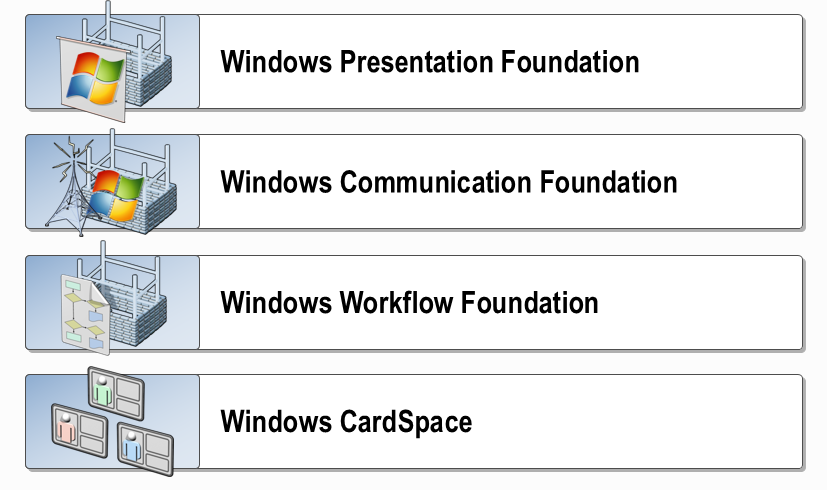 Windows Presentation Foundation
Windows Communication Foundation
Windows Workflow Foundation
Windows CardSpace